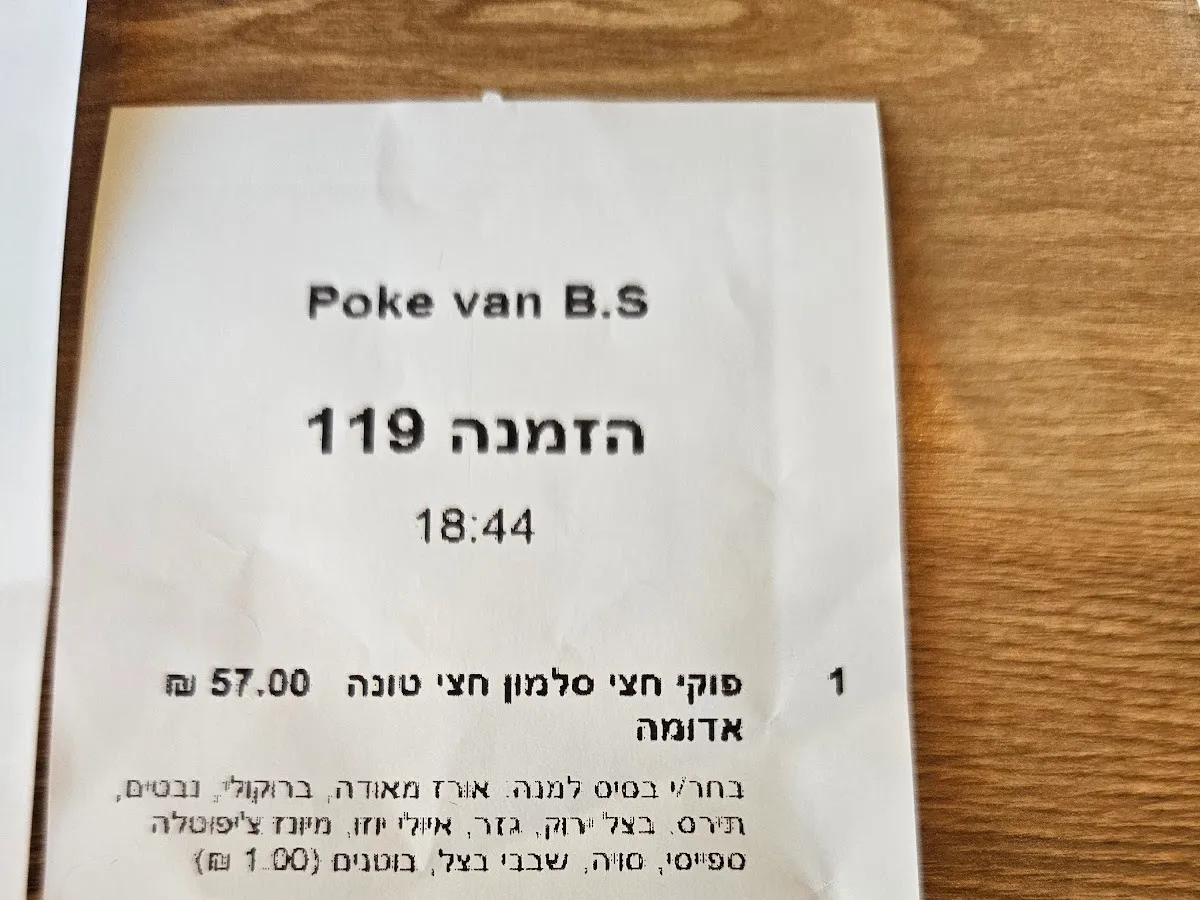 Poke van B.S
הזמנה 119
18:44
1 פוקי חצי סלמון חצי טונה 57.00 ₪
אדומה
בחר/י בסיס למנה: אורז מאודה, ברוקולי, נבטים,
תירס, בצל ירוק, גזר, איולי יוזו, מיונז צ'יפוטלה
ספייסי, סויה, שבבי בצל, בוטנים (1.00 ₪)